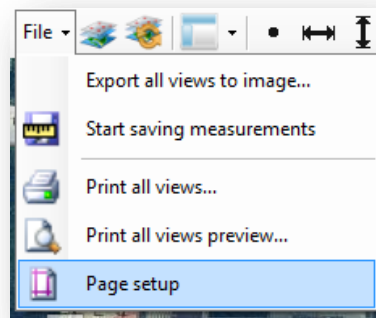 File
Export all views to image...
Start saving measurements
Print all views...
Print all views preview...
Page setup